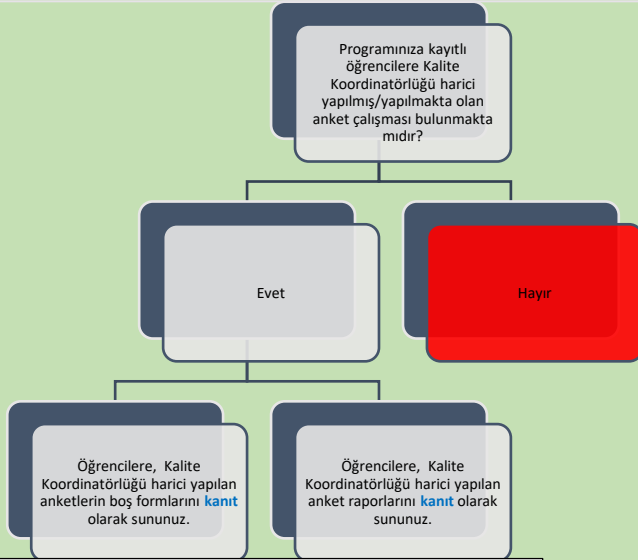 Programınıza kayıtlı
öğrencilere Kalite
Koordinatörlüğü harici
yapılmış/yapılmakta olan
anket çalışması bulunmakta
mıdır?
Evet
Hayır
Öğrencilere, Kalite
Koordinatörlüğü harici yapılan
anketlerin boş formlarını kanıt
olarak sununuz.
Öğrencilere, Kalite
Koordinatörlüğü harici yapılan
anket raporlarını kanıt olarak
sununuz.